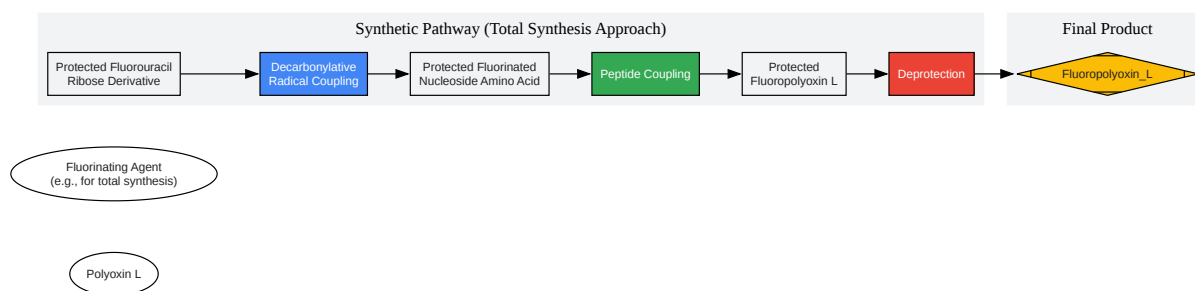 Synthetic Pathway (Total Synthesis Approach)
Final Product
Protected Fluorouracil
Ribose Derivative
Decarbonylative
Radical Coupling
Protected Fluorinated
Nucleoside Amino Acid
Peptide Coupling
Protected
Fluoropolyoxin L
Deprotection
Fluoropolyoxin_L
Fluorinating Agent
(e.g., for total synthesis)
Polyoxin L